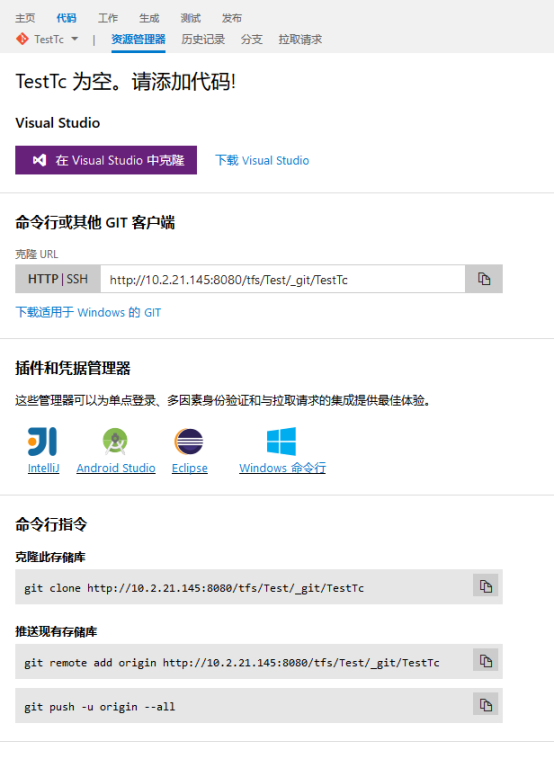 主页 代码 工作 生成 测试 发布
TestTc | 资源管理器 历史记录 分支 拉取请求
TestTc 为空。请添加代码!
Visual Studio
在 Visual Studio 中克隆 下载 Visual Studio
命令行或其他 GIT 客户端
克隆 URL
HTTP | SSH http://10.2.21.145:8080/tfs/Test/_git/TestTc
下载适用于 Windows 的 GIT
插件和凭据管理器
这些管理器可以为单点登录、多因素身份验证和与拉取请求的集成提供最佳体验。
IntelliJ Android Studio Eclipse Windows 命令行
命令行指令
克隆此存储库
git clone http://10.2.21.145:8080/tfs/Test/_git/TestTc
推送现有存储库
git remote add origin http://10.2.21.145:8080/tfs/Test/_git/TestTc
git push -u origin --all